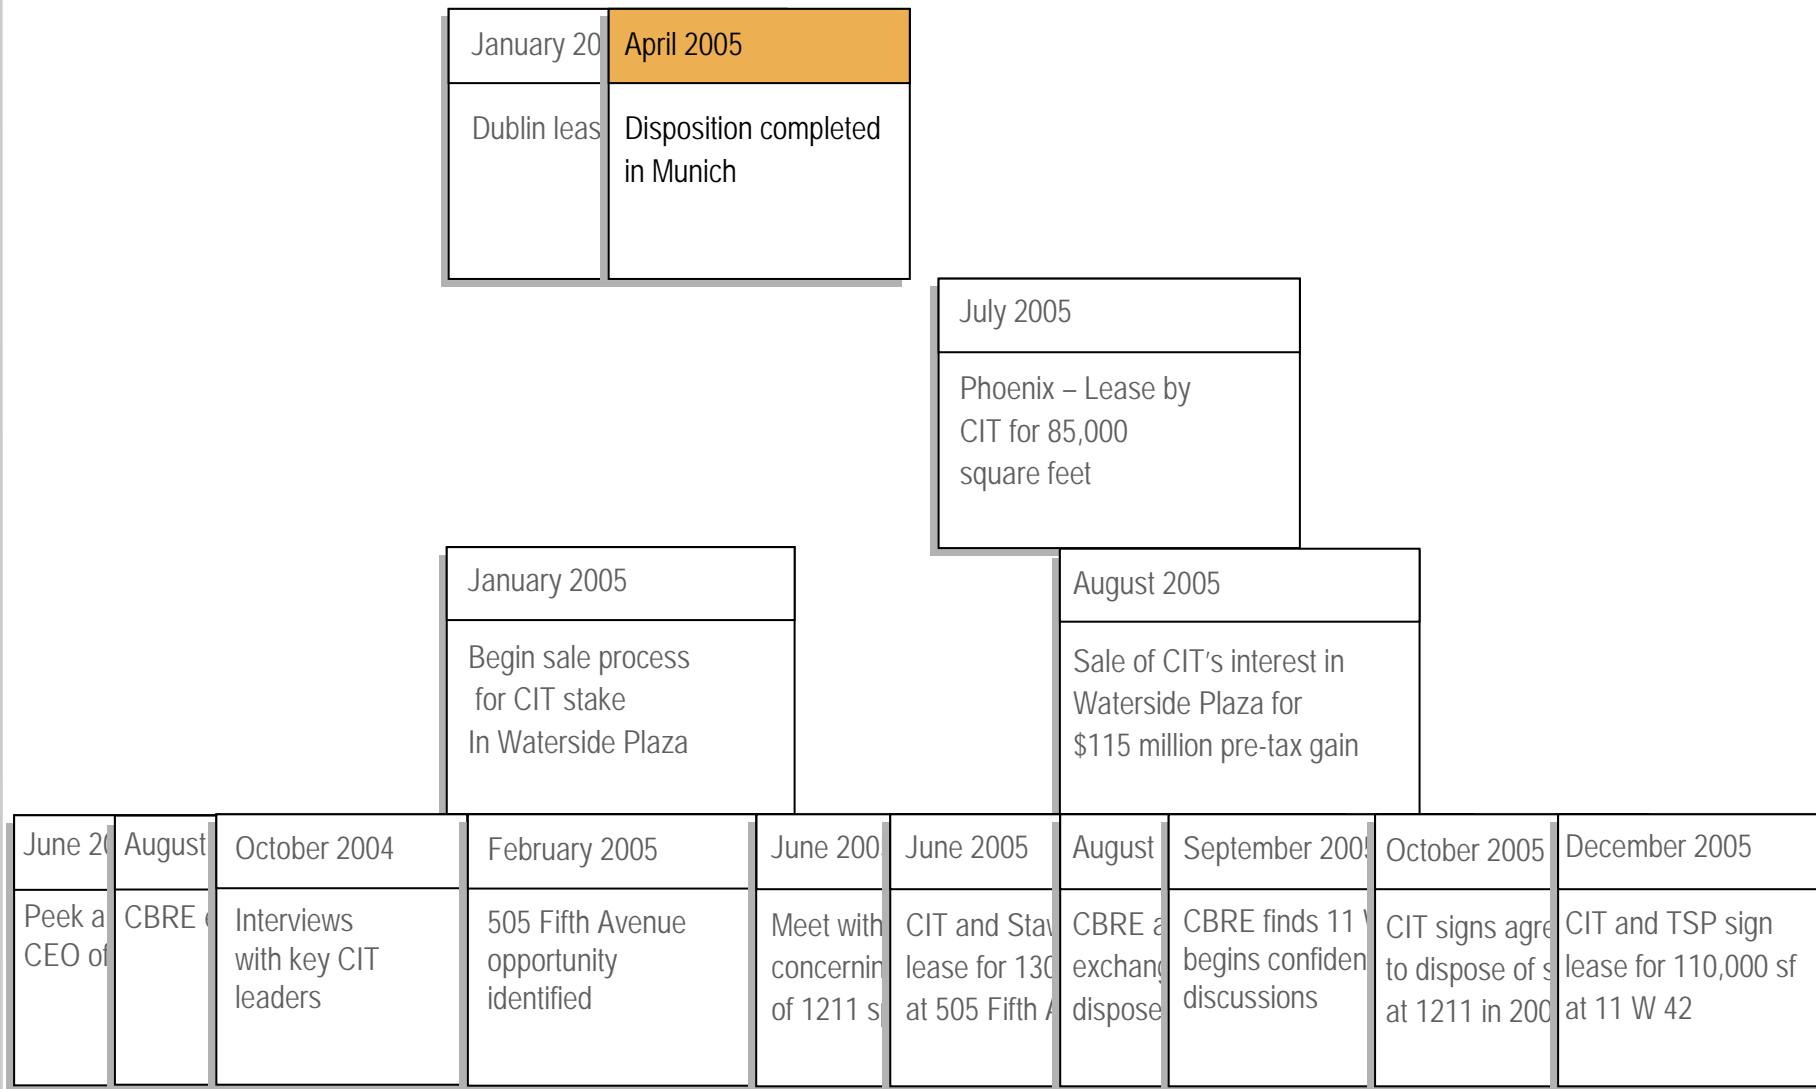 January 20
Dublin leas
April 2005
Disposition completed
in Munich
July 2005
Phoenix – Lease by
CIT for 85,000
square feet
January 2005
Begin sale process
for CIT stake
In Waterside Plaza
August 2005
Sale of CIT’s interest in
Waterside Plaza for
$115 million pre-tax gain
June 20
Peek a
CEO of
August
CBRE
October 2004
Interviews
with key CIT
leaders
February 2005
505 Fifth Avenue
opportunity
identified
June 200
Meet with
concernin
of 1211 s
June 2005
CIT and Sta
lease for 130
at 505 Fifth
August
CBRE a
exchang
dispose
September 2005
CBRE finds 11
begins confiden
discussions
October 2005
CIT signs agre
to dispose of s
at 1211 in 200
December 2005
CIT and TSP sign
lease for 110,000 sf
at 11 W 42